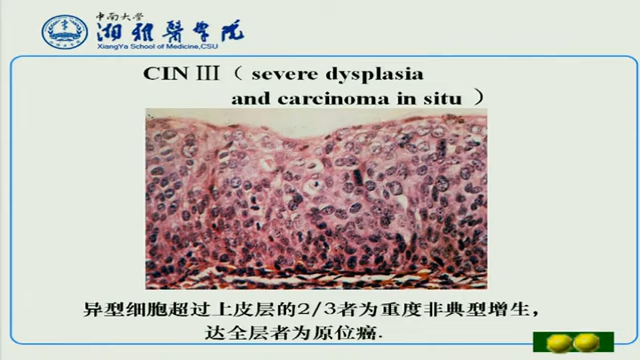 中南大学
湘雅醫學院
XiangYa School of Medicine,CSU
CIN Ⅲ（ severe dysplasia
and carcinoma in situ ）
异型细胞超过上皮层的2/3者为重度非典型增生，
达全层者为原位癌.